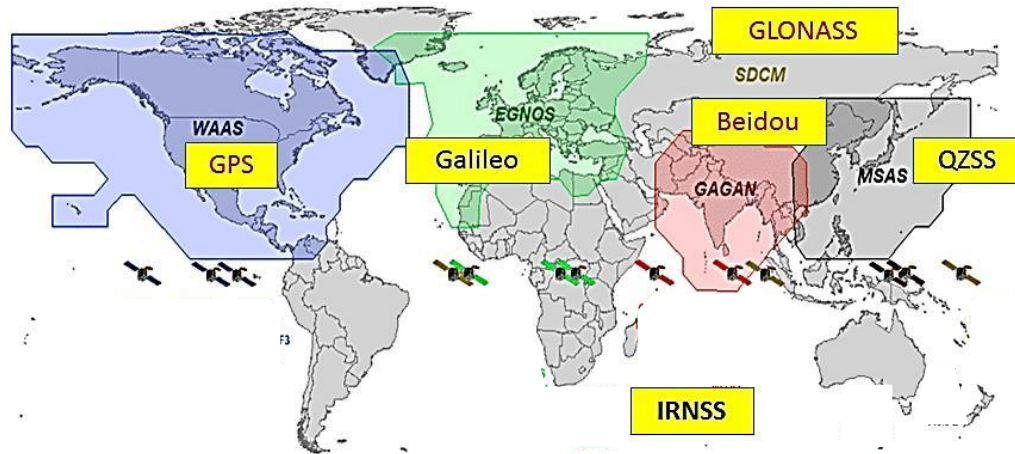 GLONASS
SDCM
Beidou
EGNOS
WAAS
GPS
Galileo
QZSS
MSAS
GAGAN
F3
IRNSS